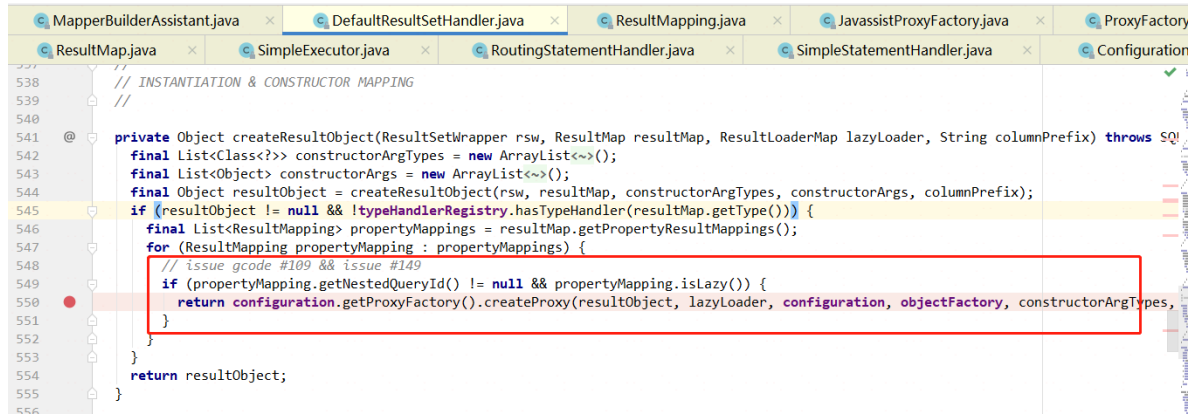 MapperBuilderAssistant.java × DefaultResultSetHandler.java × ResultMapping.java × JavassistProxyFactory.java × ProxyFactory
ResultMap.java × SimpleExecutor.java × RoutingStatementHandler.java × SimpleStatementHandler.java × Configuration
537 //
538 // INSTANTIATION & CONSTRUCTOR MAPPING
539 //
540
541 @ private Object createResultObject(ResultSetWrapper rsw, ResultMap resultMap, ResultLoaderMap lazyLoader, String columnPrefix) throws SQL
542 final List<Class<?>> constructorArgTypes = new ArrayList<~>();
543 final List<Object> constructorArgs = new ArrayList<~>();
544 final Object resultObject = createResultObject(rsw, resultMap, constructorArgTypes, constructorArgs, columnPrefix);
545 if (resultObject != null && !typeHandlerRegistry.hasTypeHandler(resultMap.getType())) {
546 final List<ResultMapping> propertyMappings = resultMap.getPropertyResultMappings();
547 for (ResultMapping propertyMapping : propertyMappings) {
548 // issue gcode #109 && issue #149
549 if (propertyMapping.getNestedQueryId() != null && propertyMapping.isLazy()) {
550 return configuration.getProxyFactory().createProxy(resultObject, lazyLoader, configuration, objectFactory, constructorArgTypes,
551 }
552 }
553 }
554 return resultObject;
555 }
556